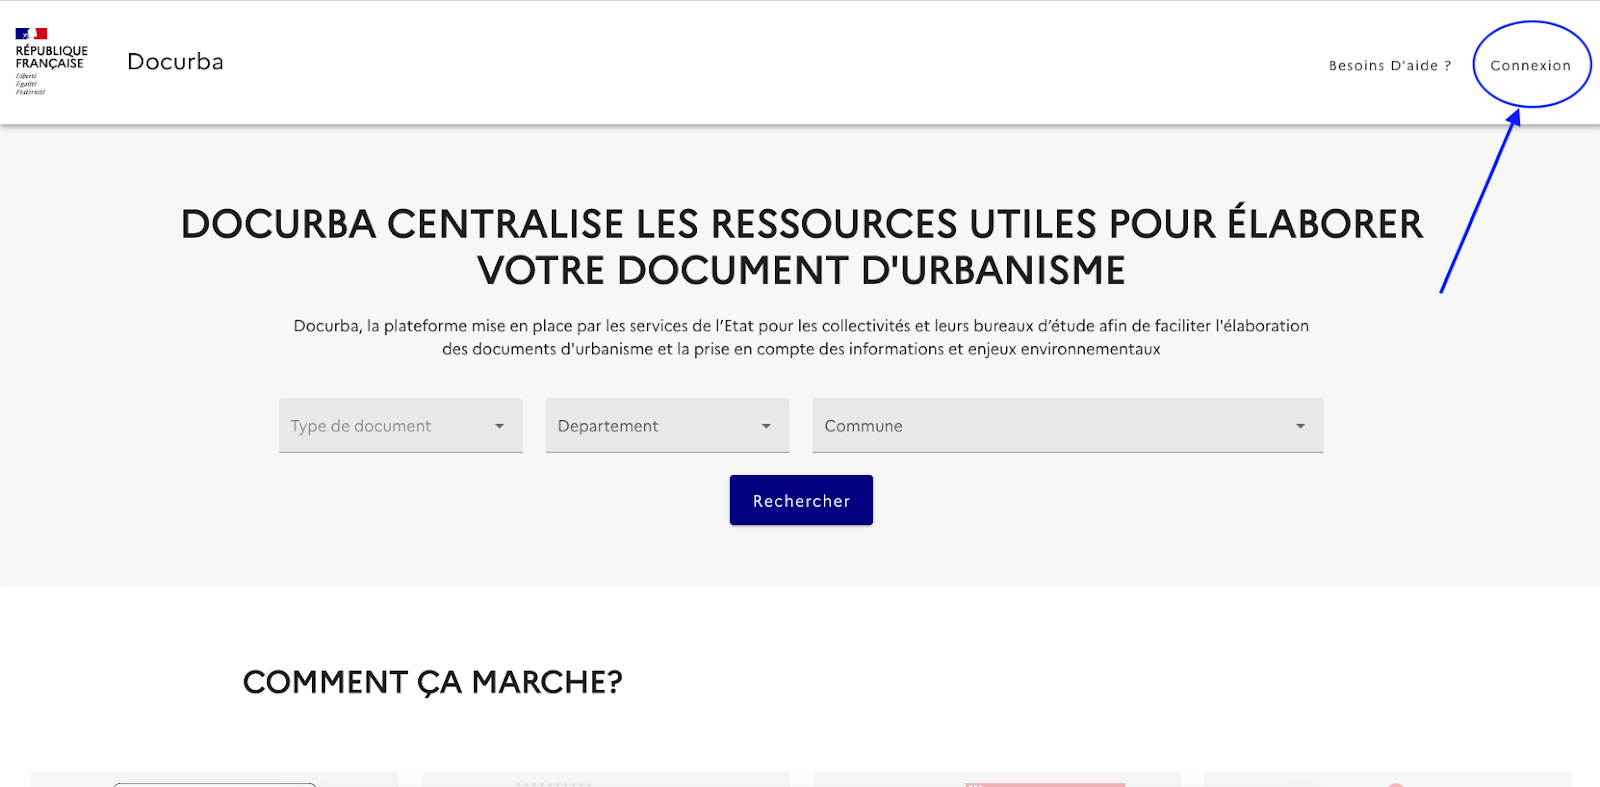 RÉPUBLIQUE
FRANÇAISE
Liberté
Égalité
Fraternité
Docurba
Besoins D'aide ?
Connexion
DOCURBA CENTRALISE LES RESSOURCES UTILES POUR ÉLABORER
VOTRE DOCUMENT D'URBANISME
Docurba, la plateforme mise en place par les services de l’Etat pour les collectivités et leurs bureaux d’étude afin de faciliter l'élaboration
des documents d'urbanisme et la prise en compte des informations et enjeux environnementaux
Type de document
Departement
Commune
Rechercher
COMMENT ÇA MARCHE?